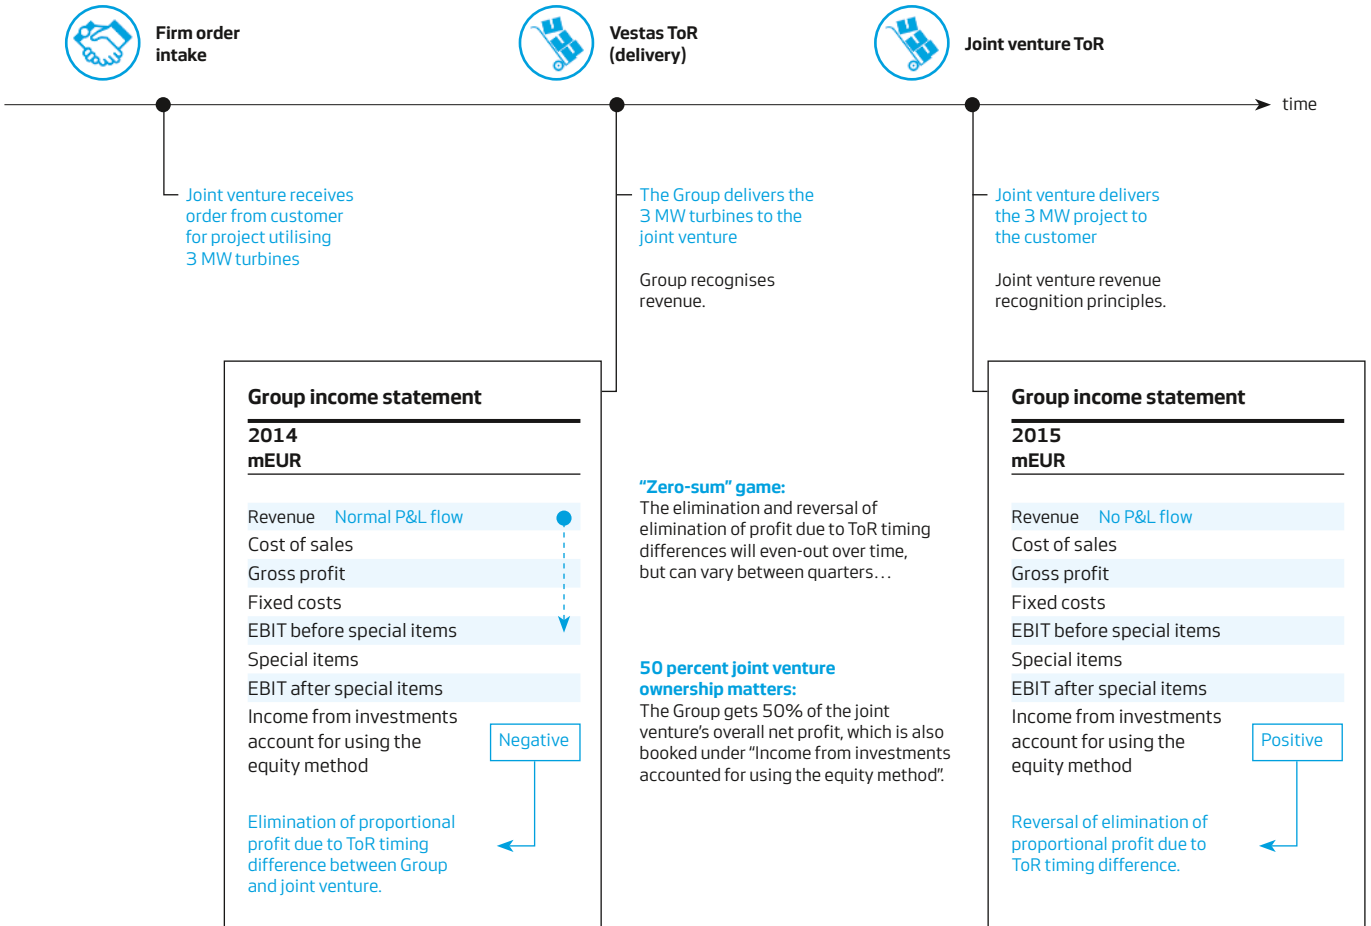 Firm order
intake
Vestas ToR
(delivery)
Joint venture ToR
time
Joint venture receives
order from customer
for project utilising
3 MW turbines
The Group delivers the
3 MW turbines to the
joint venture
Group recognises
revenue.
Joint venture delivers
the 3 MW project to
the customer
Joint venture revenue
recognition principles.
Group income statement
2014
mEUR
Revenue Normal P&L flow
Cost of sales
Gross profit
Fixed costs
EBIT before special items
Special items
EBIT after special items
Income from investments
account for using the
equity method
Negative
Elimination of proportional
profit due to ToR timing
difference between Group
and joint venture.
“Zero-sum” game:
The elimination and reversal of
elimination of profit due to ToR timing
differences will even-out over time,
but can vary between quarters…
50 percent joint venture
ownership matters:
The Group gets 50% of the joint
venture’s overall net profit, which is also
booked under “Income from investments
accounted for using the equity method”.
Group income statement
2015
mEUR
Revenue No P&L flow
Cost of sales
Gross profit
Fixed costs
EBIT before special items
Special items
EBIT after special items
Income from investments
account for using the
equity method
Positive
Reversal of elimination of
proportional profit due to
ToR timing difference.